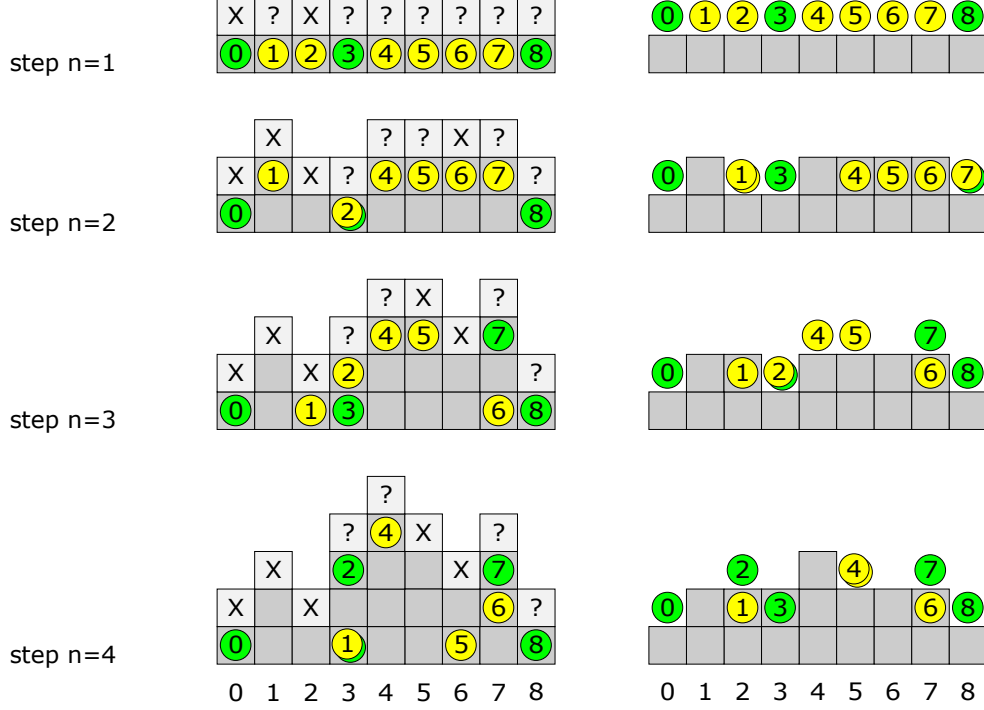 X ? X ? ? ? ? ? ?
0 1 2 3 4 5 6 7 8
0 1 2 3 4 5 6 7 8
step n=1
X ? ? X ?
X 1 X ? 4 5 6 7 ?
0 1 3 4 5 6 7
0 2 8
step n=2
? X ?
X ? 4 5 X 7
4 5 7
X X 2 ?
0 1 2 6 8
0 1 3 6 8
step n=3
?
? 4 X ?
X 2 X 7
2 4 7
X X 6 ?
0 1 3 6 8
0 1 5 8
step n=4
0 1 2 3 4 5 6 7 8
0 1 2 3 4 5 6 7 8